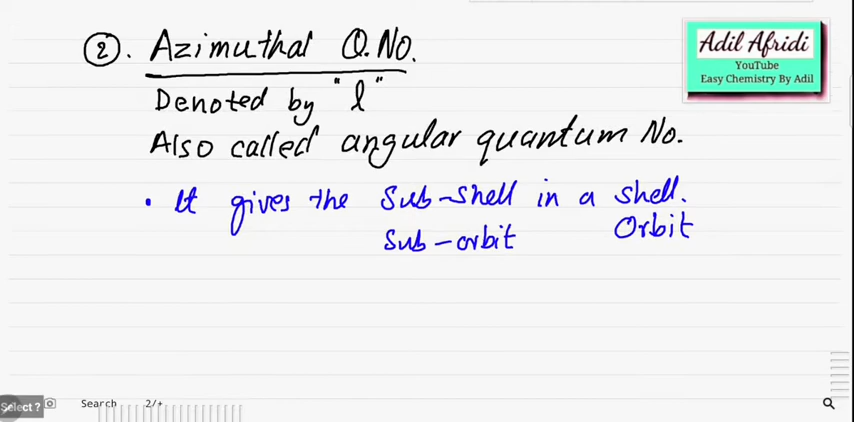 ② . Azimuthal Q.No.
Denoted by "l"
Also called angular quantum No.
• It gives the Sub-shell in a shell.
Sub-orbit Orbit
Adil Afridi
YouTube
Easy Chemistry By Adil
Select ?
Search 2/+